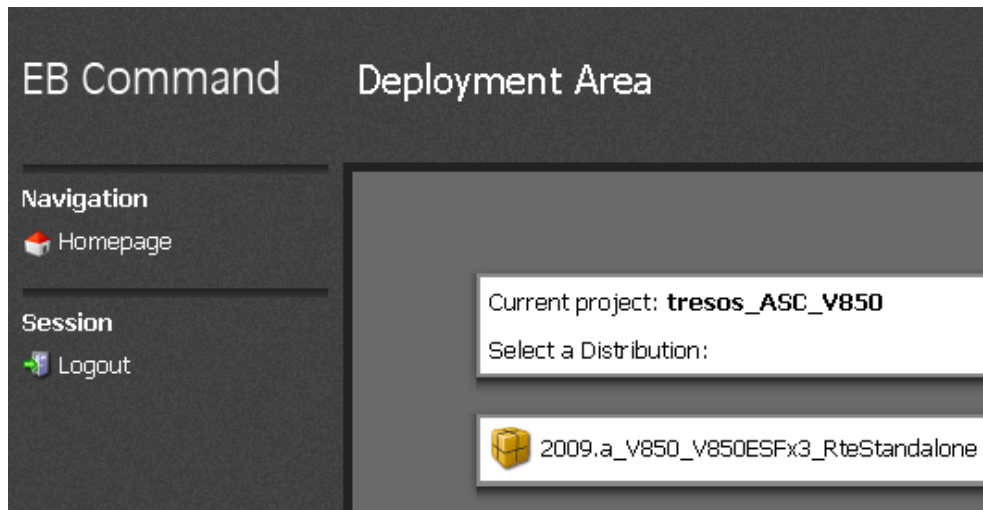 EB Command
Deployment Area
Navigation
Homepage
Session
Logout
Current project: tresos_ASC_V850
Select a Distribution:
2009.a_V850_V850ESFx3_RteStandalone